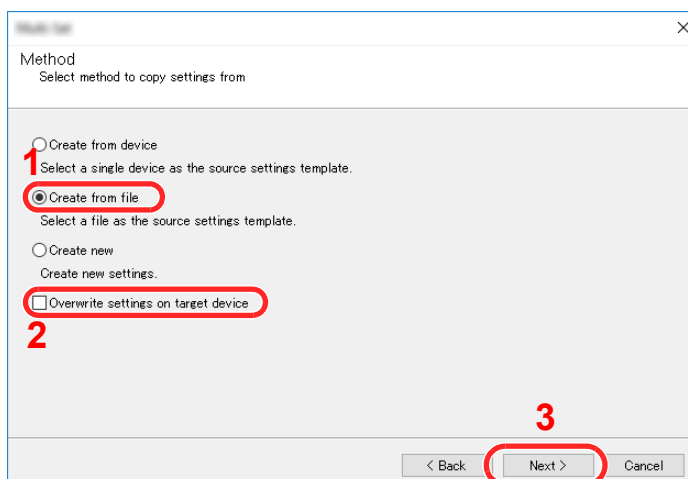 Method
Select method to copy settings from
Create from device
1
Select a single device as the source settings template.
Create from file
Select a file as the source settings template.
Create new
Create new settings.
Overwrite settings on target device
2
3
< Back Next > Cancel